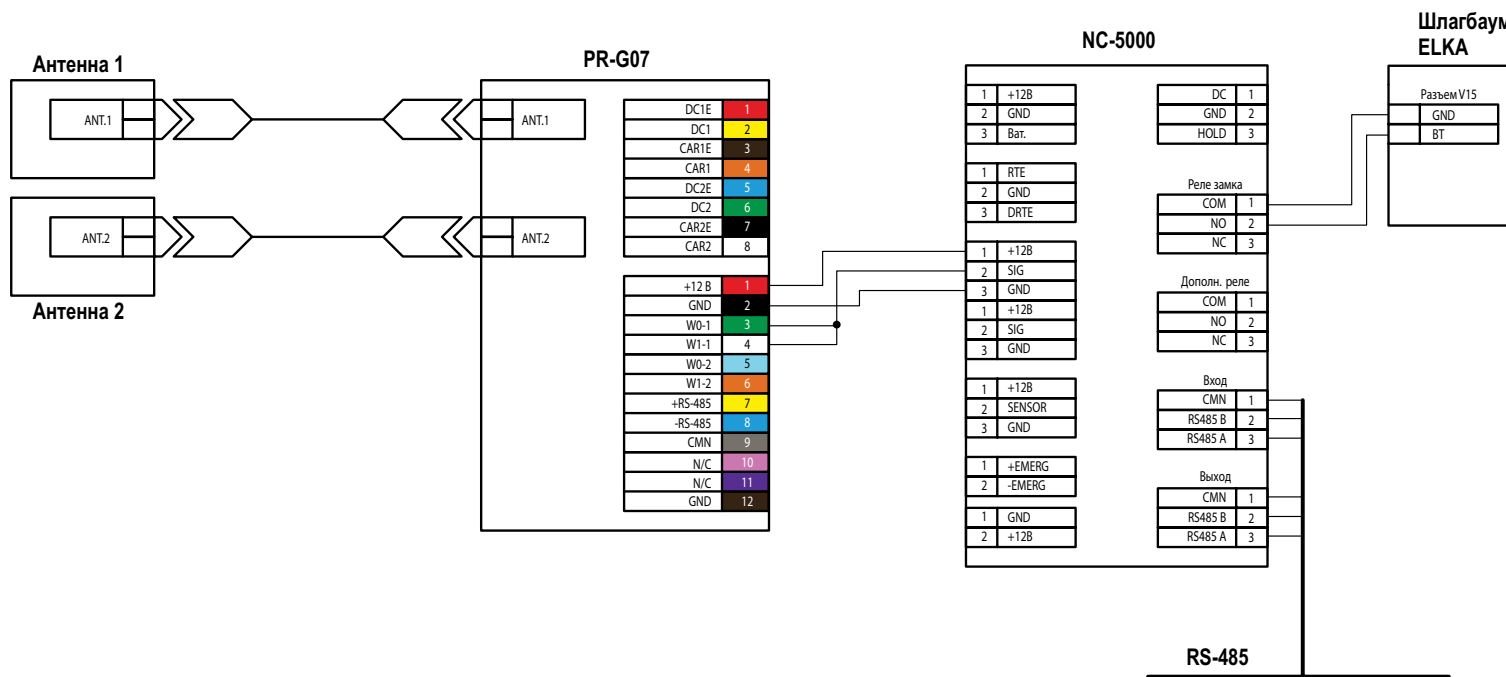 Шлагбаум
ELKA
NC-5000
PR-G07
Антенна 1
ANT.1
ANT.1
ANT.2
ANT.2
Антенна 2
DC1E 1
DC1 2
CAR1E 3
CAR1 4
DC2E 5
DC2 6
CAR2E 7
CAR2 8
+12 В 1
GND 2
W0-1 3
W1-1 4
W0-2 5
W1-2 6
+RS-485 7
-RS-485 8
CMN 9
N/C 10
N/C 11
GND 12
1 +12В
2 GND
3 Bат.
1 RTE
2 GND
3 DRTE
1 +12В
2 SIG
3 GND
1 +12В
2 SIG
3 GND
1 +12В
2 SENSOR
3 GND
1 +EMERG
2 -EMERG
1 GND
2 +12В
DC 1
GND 2
HOLD 3
Реле замка
COM 1
NO 2
NC 3
Дополн. реле
COM 1
NO 2
NC 3
Вход
CMN 1
RS485 B 2
RS485 A 3
Выход
CMN 1
RS485 B 2
RS485 A 3
Разъем V15
GND
BT
RS-485